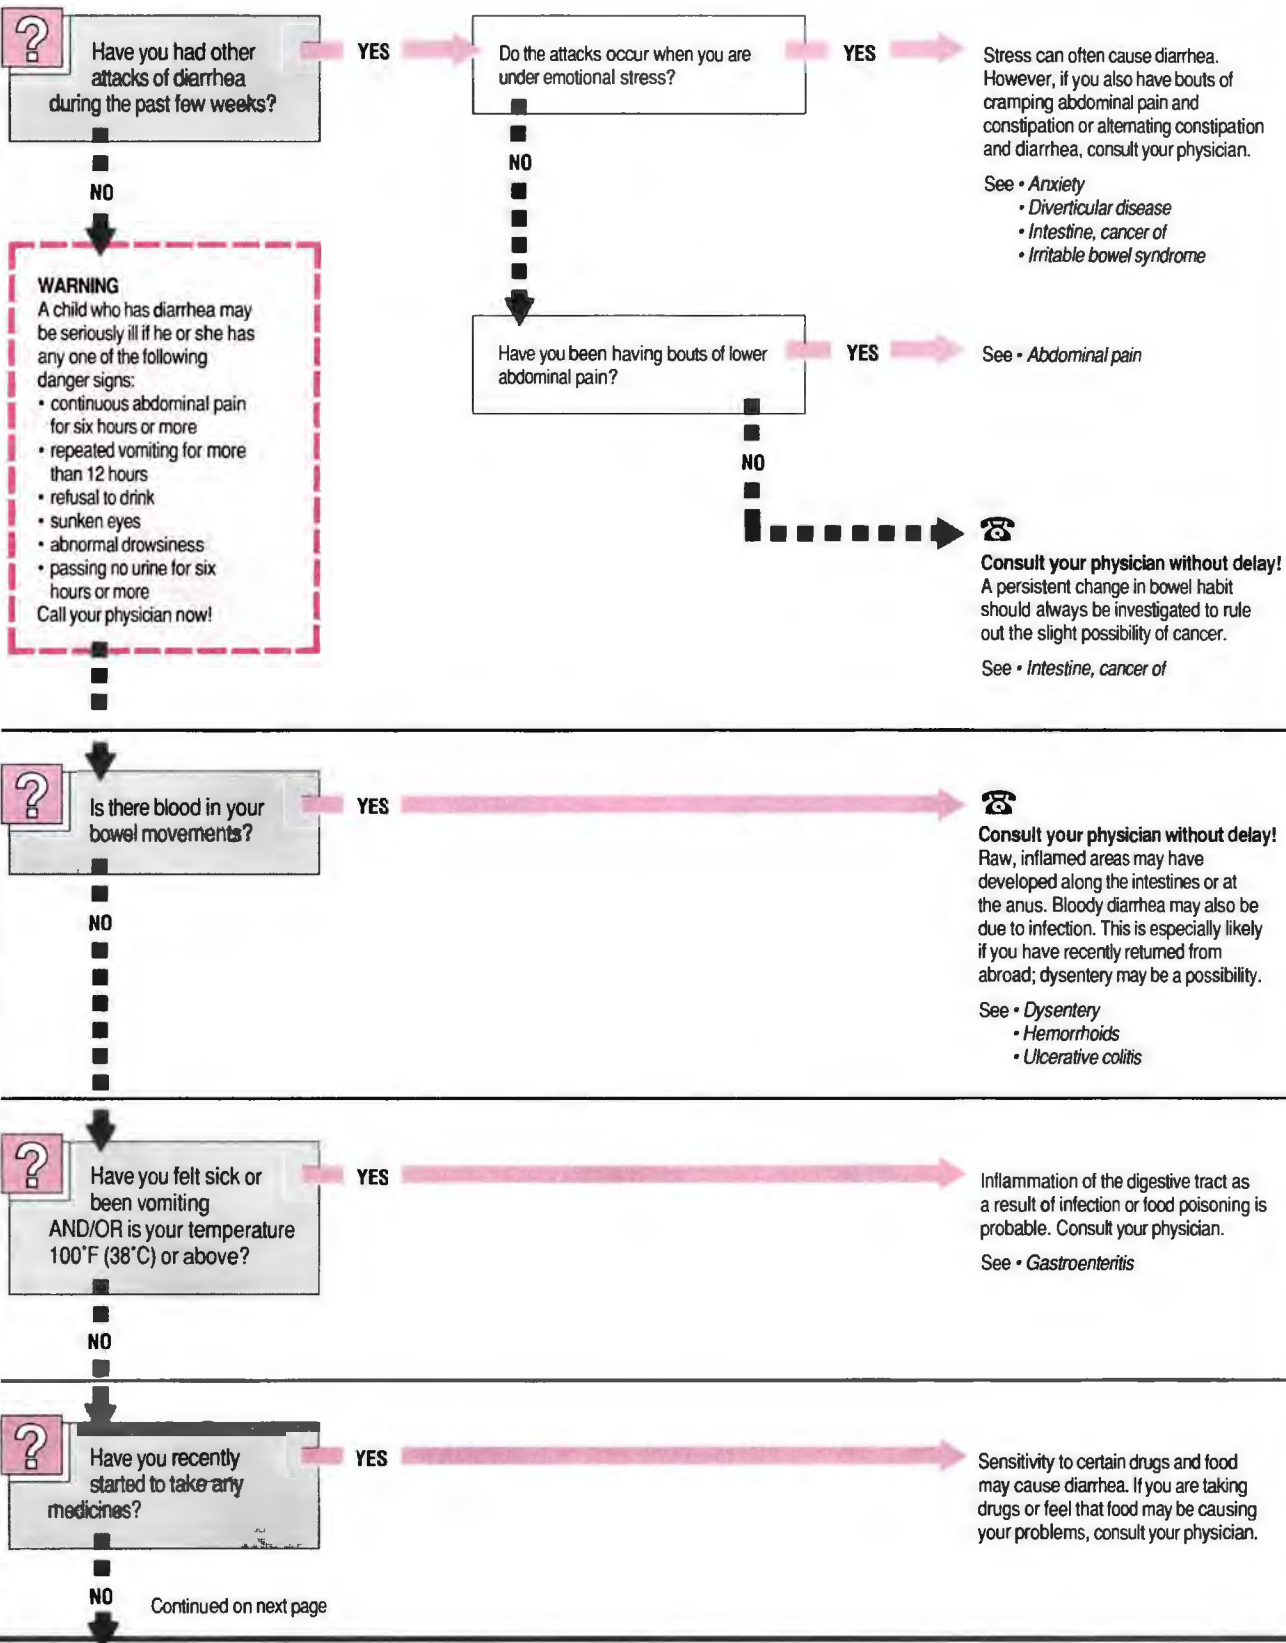 ?
Have you had other
attacks of diarrhea
during the past few weeks?
YES
Do the attacks occur when you are
under emotional stress?
YES
Stress can often cause diarrhea.
However, if you also have bouts of
cramping abdominal pain and
constipation or alternating constipation
and diarrhea, consult your physician.
See • Anxiety
• Diverticular disease
• Intestine, cancer of
• Irritable bowel syndrome
NO
NO
WARNING
A child who has diarrhea may
be seriously ill if he or she has
any one of the following
danger signs:
• continuous abdominal pain
for six hours or more
• repeated vomiting for more
than 12 hours
• refusal to drink
• sunken eyes
• abnormal drowsiness
• passing no urine for six
hours or more
Call your physician now!
Have you been having bouts of lower
abdominal pain?
YES
See • Abdominal pain
NO
Consult your physician without delay!
A persistent change in bowel habit
should always be investigated to rule
out the slight possibility of cancer.
See • Intestine, cancer of
?
Is there blood in your
bowel movements?
YES
Consult your physician without delay!
Raw, inflamed areas may have
developed along the intestines or at
the anus. Bloody diarrhea may also be
due to infection. This is especially likely
if you have recently returned from
abroad; dysentery may be a possibility.
See • Dysentery
• Hemorrhoids
• Ulcerative colitis
NO
?
Have you felt sick or
been vomiting
AND/OR is your temperature
100°F (38°C) or above?
YES
Inflammation of the digestive tract as
a result of infection or food poisoning is
probable. Consult your physician.
See • Gastroenteritis
NO
?
Have you recently
started to take any
medicines?
YES
Sensitivity to certain drugs and food
may cause diarrhea. If you are taking
drugs or feel that food may be causing
your problems, consult your physician.
NO
Continued on next page